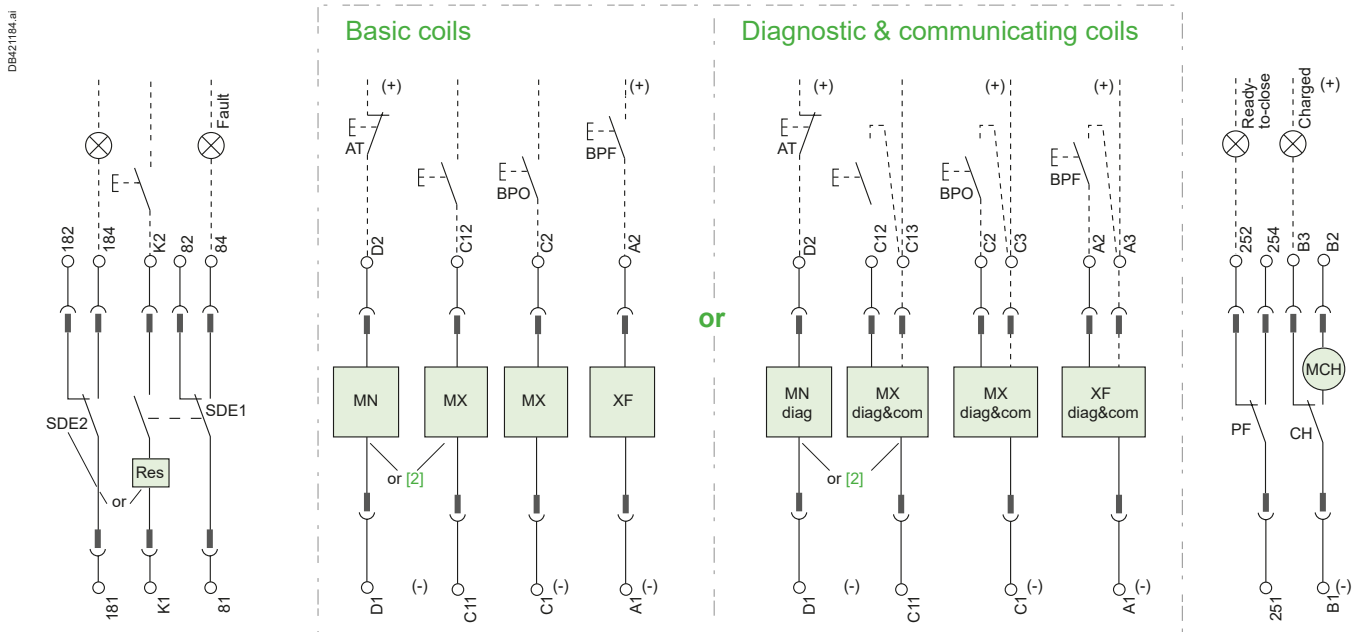 DB421184.ai
Basic coils
Diagnostic & communicating coils
(+)
(+)
(+)
(+)
(+)
(+)
Fault
Ready-
to-close
Charged
AT
BPO
BPF
AT
BPO
BPF
182
184
K2
82
84
D2
C12
C2
A2
D2
C12
C13
C2
C3
A2
A3
252
254
B3
B2
or
MN
MX
MX
XF
MN
diag
MX
diag&com
MX
diag&com
XF
diag&com
MCH
SDE2
SDE1
PF
CH
Res
or
or [2]
or [2]
181
K1
81
D1
(-)
C11
C1
(-)
A1
(-)
D1
(-)
C11
C1
(-)
A1
(-)
251
B1
(-)